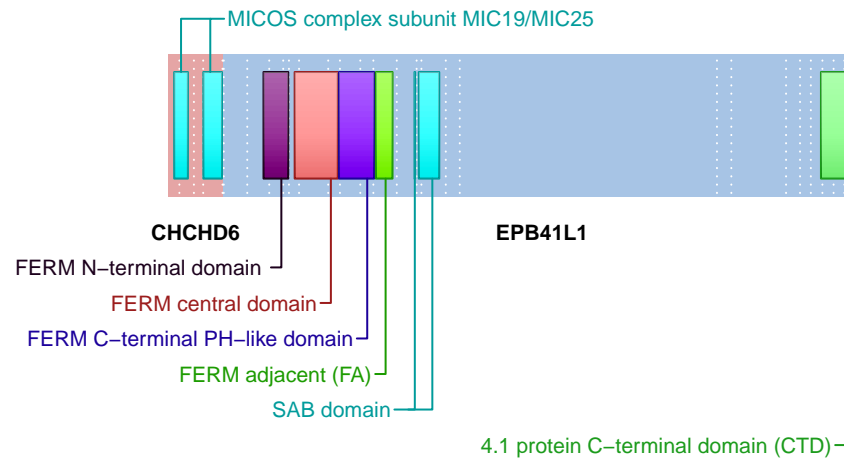 MICOS complex subunit MIC19/MIC25
CHCHD6 EPB41L1
FERM N−terminal domain
FERM central domain
FERM C−terminal PH−like domain
FERM adjacent (FA)
SAB domain
4.1 protein C−terminal domain (CTD)